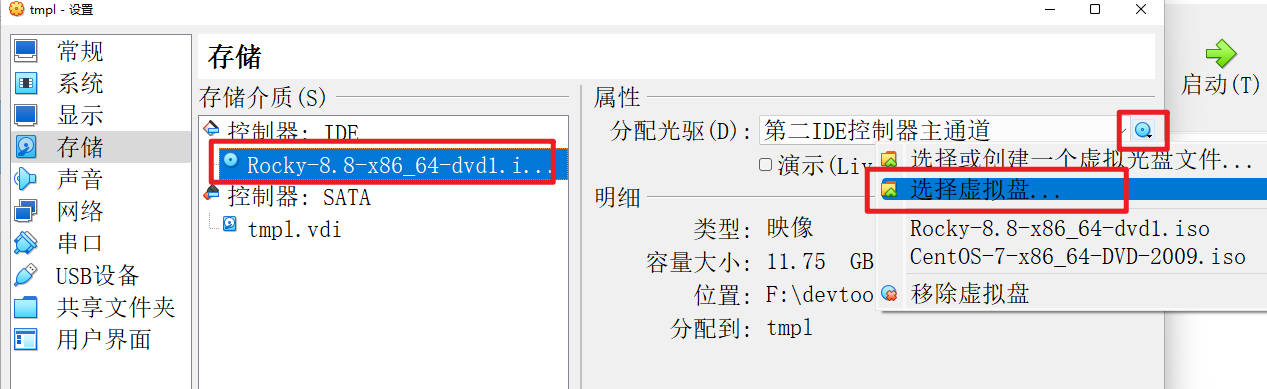 tmpl - 设置
常规
系统
显示
存储
声音
网络
串口
USB设备
共享文件夹
用户界面
存储
存储介质(S)
控制器: IDE
Rocky-8.8-x86_64-dvd1.i...
控制器: SATA
tmpl.vdi
属性
分配光驱(D): 第二IDE控制器主通道
演示(Liv
明细
类型: 映像
容量大小: 11.75 GB
位置: F:\devtoo
分配到: tmpl
选择或创建一个虚拟光盘文件...
选择虚拟盘...
Rocky-8.8-x86_64-dvd1.iso
CentOS-7-x86_64-DVD-2009.iso
移除虚拟盘
启动(T)